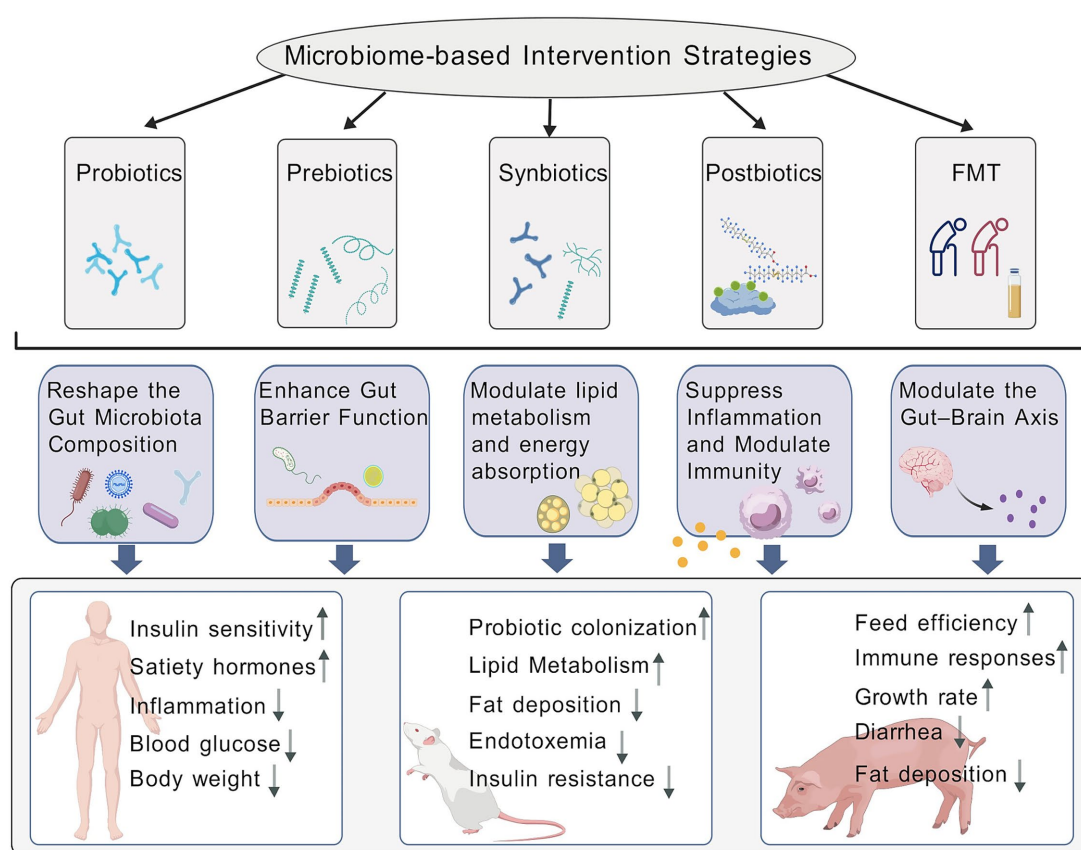 Microbiome-based Intervention Strategies
Probiotics
Prebiotics
Synbiotics
Postbiotics
FMT
Reshape the
Gut Microbiota
Composition
Enhance Gut
Barrier Function
Modulate lipid
metabolism
and energy
absorption
Suppress
Inflammation
and Modulate
Immunity
Modulate the
Gut–Brain Axis
Insulin sensitivity
Satiety hormones
Inflammation
Blood glucose
Body weight
Probiotic colonization
Lipid Metabolism
Fat deposition
Endotoxemia
Insulin resistance
Feed efficiency
Immune responses
Growth rate
Diarrhea
Fat deposition